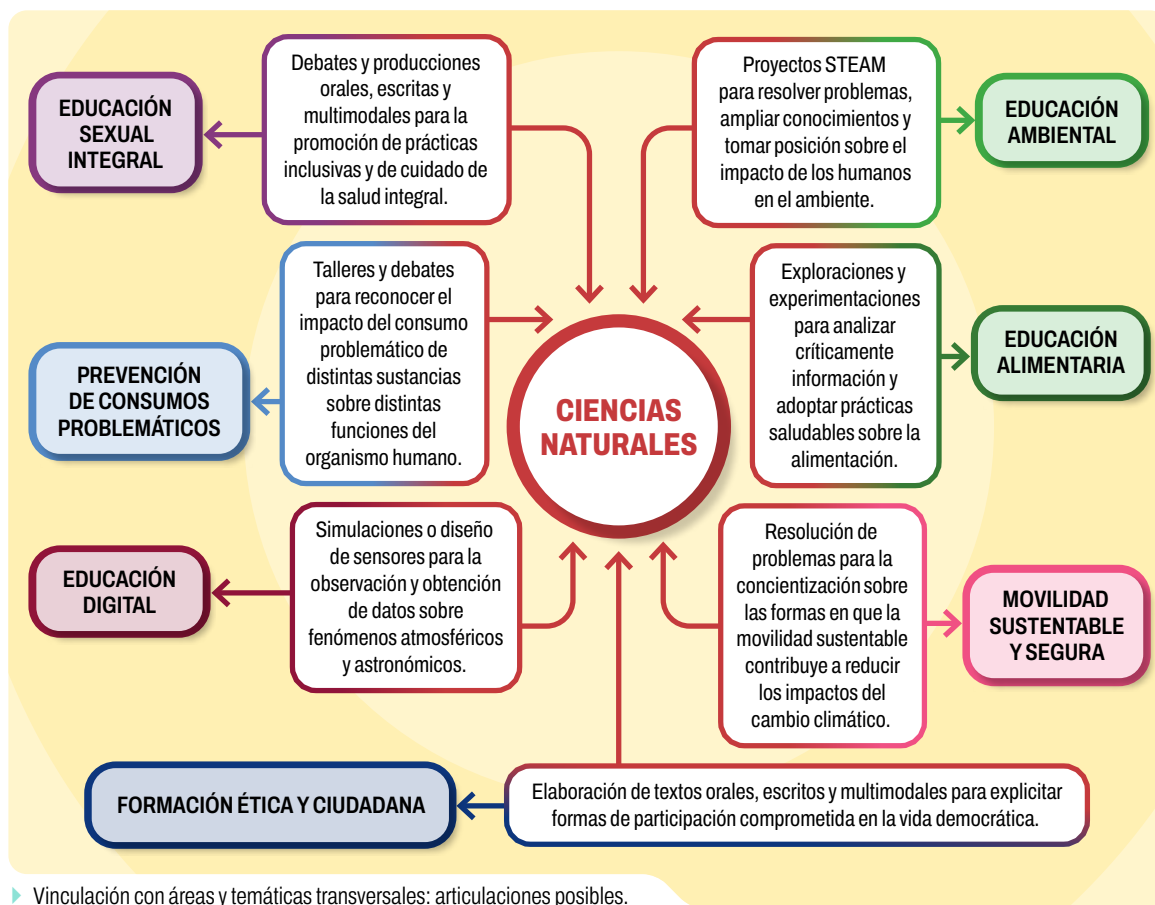 EDUCACIÓN
SEXUAL
INTEGRAL
Debates y producciones
orales, escritas y
multimodales para la
promoción de prácticas
inclusivas y de cuidado de
la salud integral.
Proyectos STEAM
para resolver problemas,
ampliar conocimientos y
tomar posición sobre el
impacto de los humanos
en el ambiente.
EDUCACIÓN
AMBIENTAL
PREVENCIÓN
DE CONSUMOS
PROBLEMÁTICOS
Talleres y debates
para reconocer el
impacto del consumo
problemático de
distintas sustancias
sobre distintas
funciones del
organismo humano.
CIENCIAS
NATURALES
Exploraciones y
experimentaciones
para analizar
críticamente
información y
adoptar prácticas
saludables sobre la
alimentación.
EDUCACIÓN
ALIMENTARIA
EDUCACIÓN
DIGITAL
Simulaciones o diseño
de sensores para la
observación y obtención
de datos sobre
fenómenos atmosféricos
y astronómicos.
Resolución de
problemas para la
concientización sobre
las formas en que la
movilidad sustentable
contribuye a reducir
los impactos del
cambio climático.
MOVILIDAD
SUSTENTABLE
Y SEGURA
FORMACIÓN ÉTICA Y CIUDADANA
Elaboración de textos orales, escritos y multimodales para explicitar
formas de participación comprometida en la vida democrática.
Vinculación con áreas y temáticas transversales: articulaciones posibles.